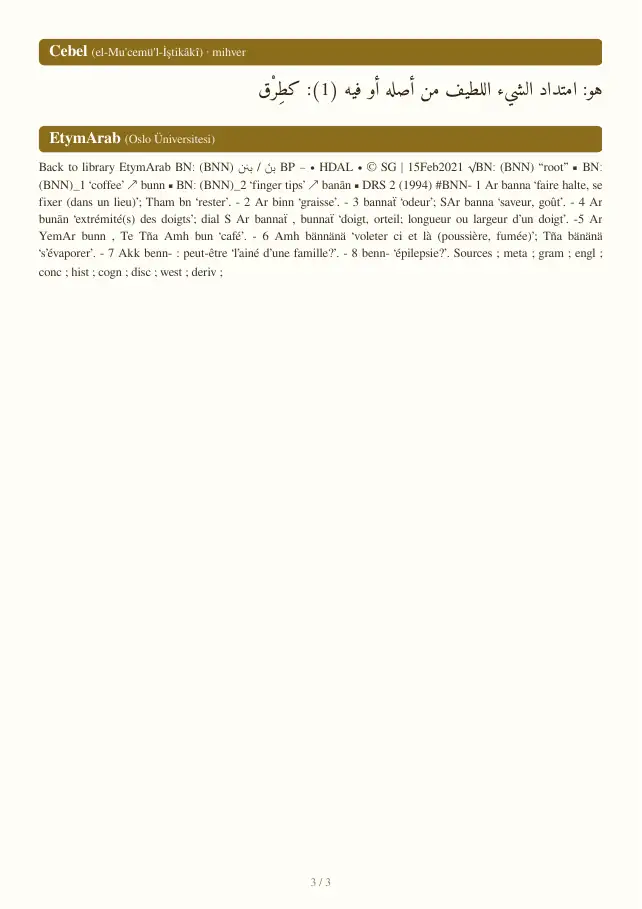 Cebel (el-Mu'cemü'l-İştikâkî) · mihver
هو: امتداد الشيء اللطيف من أصله أو فيه (1): كطِرْق
EtymArab (Oslo Üniversitesi)
Back to library EtymArab BN: (BNN) بنّ / بنن BP – • HDAL • © SG | 15Feb2021 √BN: (BNN) “root” ▪ BN:
(BNN)_1 ‘coffee’ ↗ bunn ▪ BN: (BNN)_2 ‘finger tips’ ↗ banān ▪ DRS 2 (1994) #BNN- 1 Ar banna ‘faire halte, se
fixer (dans un lieu)’; Tham bn ‘rester’. - 2 Ar binn ‘graisse’. - 3 bannaẗ ‘odeur’; SAr banna ‘saveur, goût’. - 4 Ar
bunān ‘extrémité(s) des doigts’; dial S Ar bannaẗ , bunnaẗ ‘doigt, orteil; longueur ou largeur d’un doigt’. -5 Ar
YemAr bunn , Te Tña Amh bun ‘café’. - 6 Amh bännänä ‘voleter ci et là (poussière, fumée)’; Tña bänänä
‘s’évaporer’. - 7 Akk benn- : peut-être ‘l’ainé d’une famille?’. - 8 benn- ‘épilepsie?’. Sources ; meta ; gram ; engl ;
conc ; hist ; cogn ; disc ; west ; deriv ;
3 / 3